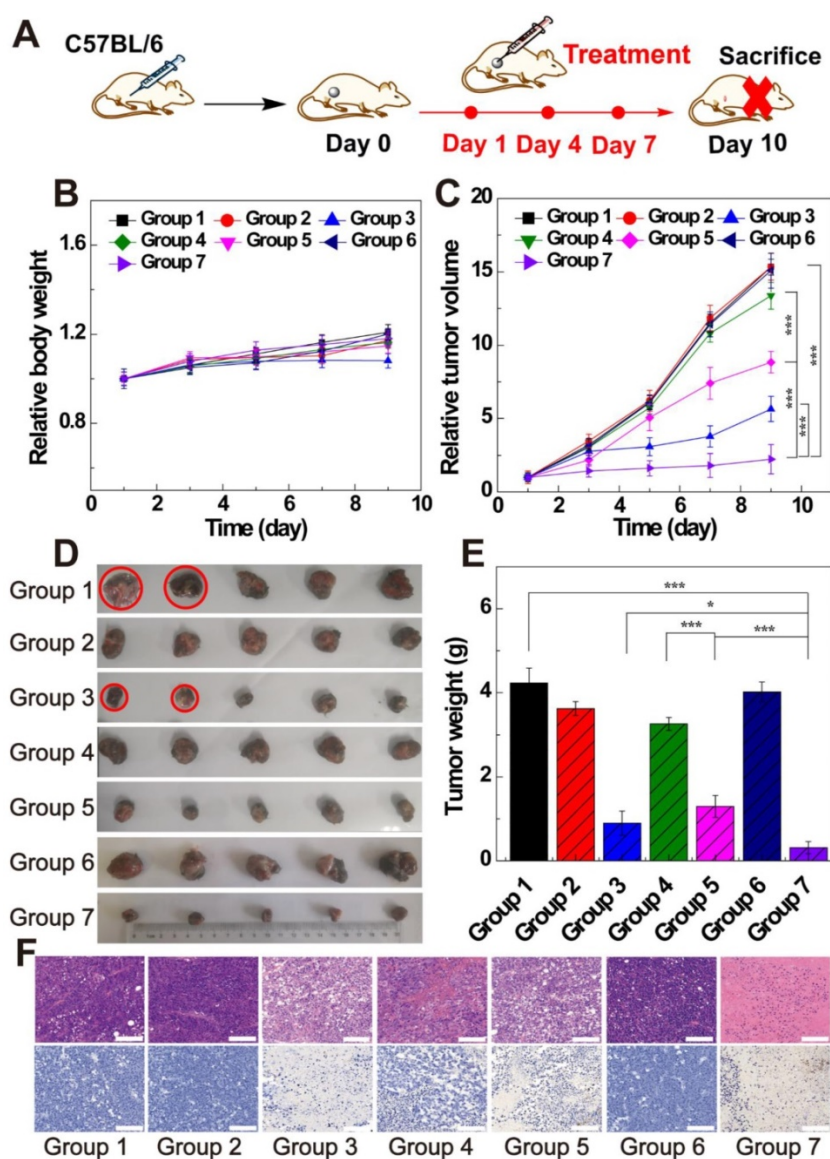 A
C57BL/6
Treatment
Sacrifice
Day 0
Day 1 Day 4 Day 7
Day 10
B
Group 1 Group 2 Group 3
Group 4 Group 5 Group 6
Group 7
1.6
1.2
1.0
Relative body weight
0 2 4 6 8 10
Time (day)
C
20
15
10
5
0
Group 1 Group 2 Group 3
Group 4 Group 5 Group 6
Group 7
Relative tumor volume
0 2 4 6 8 10
Time (day)
***
***
***
***
D
Group 1
Group 2
Group 3
Group 4
Group 5
Group 6
Group 7
E
***
*
*** ***
6
4
2
0
Tumor weight (g)
Group 1
Group 2
Group 3
Group 4
Group 5
Group 6
Group 7
F
Group 1 Group 2 Group 3 Group 4 Group 5 Group 6 Group 7